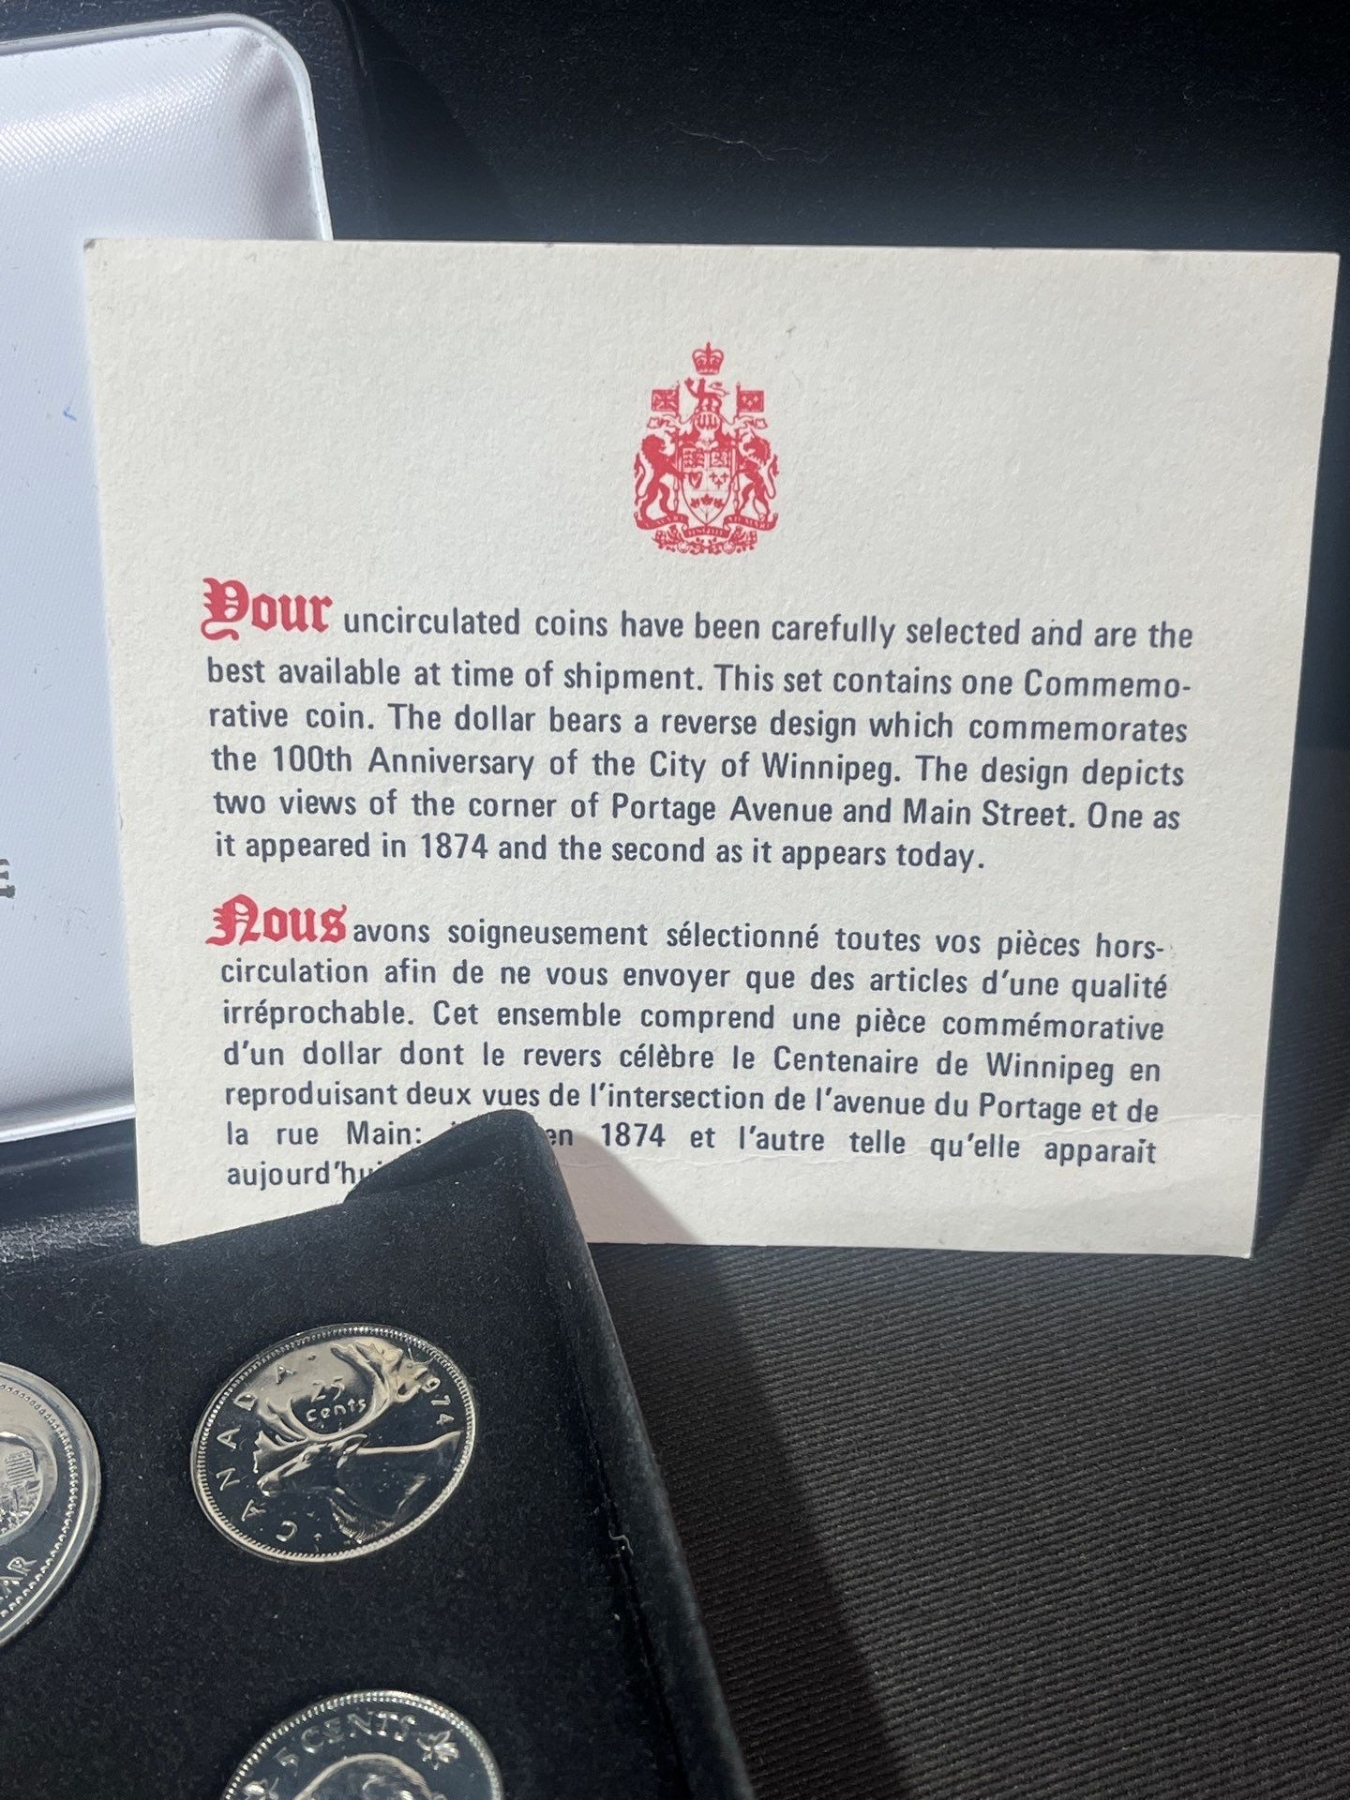 Your uncirculated coins have been carefully selected and are the
best available at time of shipment. This set contains one Commemo-
rative coin. The dollar bears a reverse design which commemorates
the 100th Anniversary of the City of Winnipeg. The design depicts
two views of the corner of Portage Avenue and Main Street. One as
it appeared in 1874 and the second as it appears today.
Nous avons soigneusement sélectionné toutes vos pièces hors-
circulation afin de ne vous envoyer que des articles d'une qualité
irréprochable. Cet ensemble comprend une pièce commémorative
d'un dollar dont le revers célèbre le Centenaire de Winnipeg en
reproduisant deux vues de l'intersection de l'avenue du Portage et de
la rue Main: en 1874 et l'autre telle qu'elle apparaît
CANADA
25
cents
1974
5 CENTS